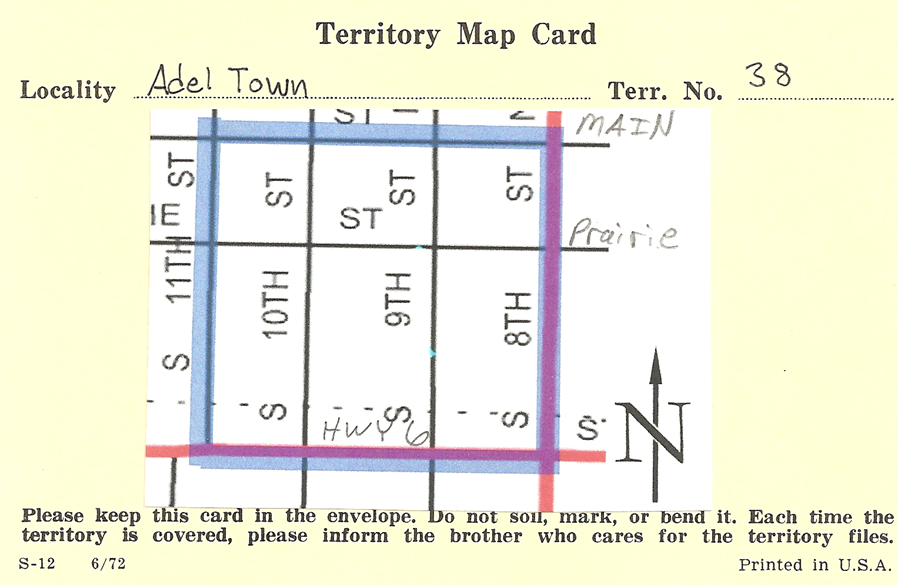 Territory Map Card
Locality Adel Town Terr. No. 38
ST
MAIN
ST
ST
ST
ST
IE
ST
Prairie
11TH
10TH
9TH
8TH
S
S
S
S
S
HWY 6
N
Please keep this card in the envelope. Do not soil, mark, or bend it. Each time the
territory is covered, please inform the brother who cares for the territory files.
S-12 6/72 Printed in U.S.A.